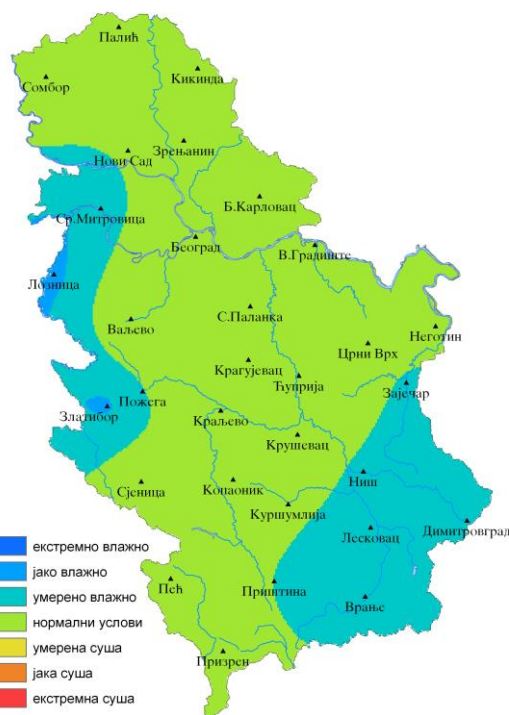 Палић
Кикинда
Сомбор
Зрењанин
Нови Сад
Б.Карловац
Ср.Митровица
Београд
В.Градиште
Лозница
С.Паланка
Ваљево
Неготин
Црни Врх
Крагујевац
Ћуприја
Зајечар
Пожега
Златибор
Краљево
Крушевац
Ниш
Сјеница
Копаоник
Куршумлија
Димитровград
Лесковац
Пећ
Приштина
Врање
Призрен
екстремно влажно
јако влажно
умерено влажно
нормални услови
умерена суша
јака суша
екстремна суша